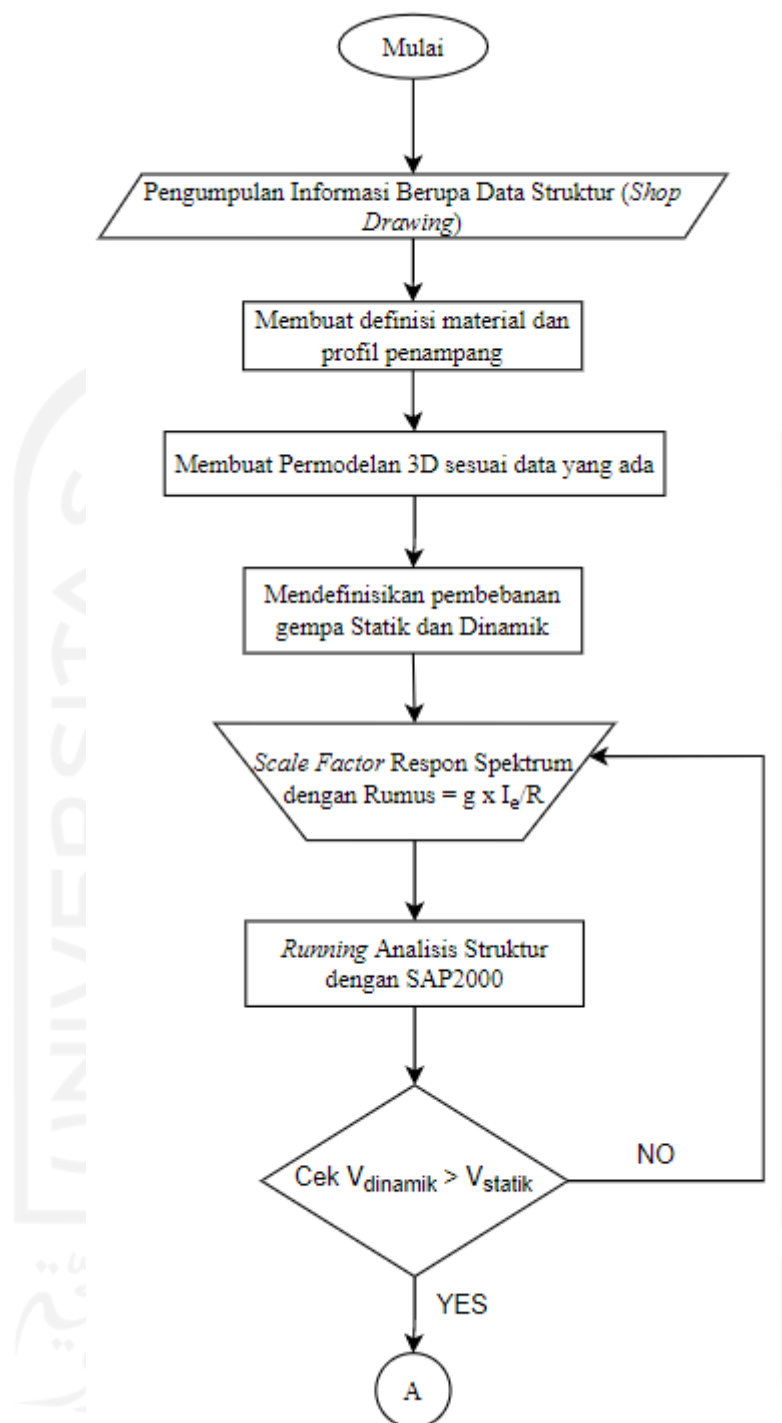 Mulai
Pengumpulan Informasi Berupa Data Struktur (Shop
Drawing)
Membuat definisi material dan
profil penampang
Membuat Permodelan 3D sesuai data yang ada
Mendefinisikan pembebanan
gempa Statik dan Dinamik
Scale Factor Respon Spektrum
dengan Rumus = g x Ie/R
Running Analisis Struktur
dengan SAP2000
Cek Vdinamik > Vstatik
NO
YES
A